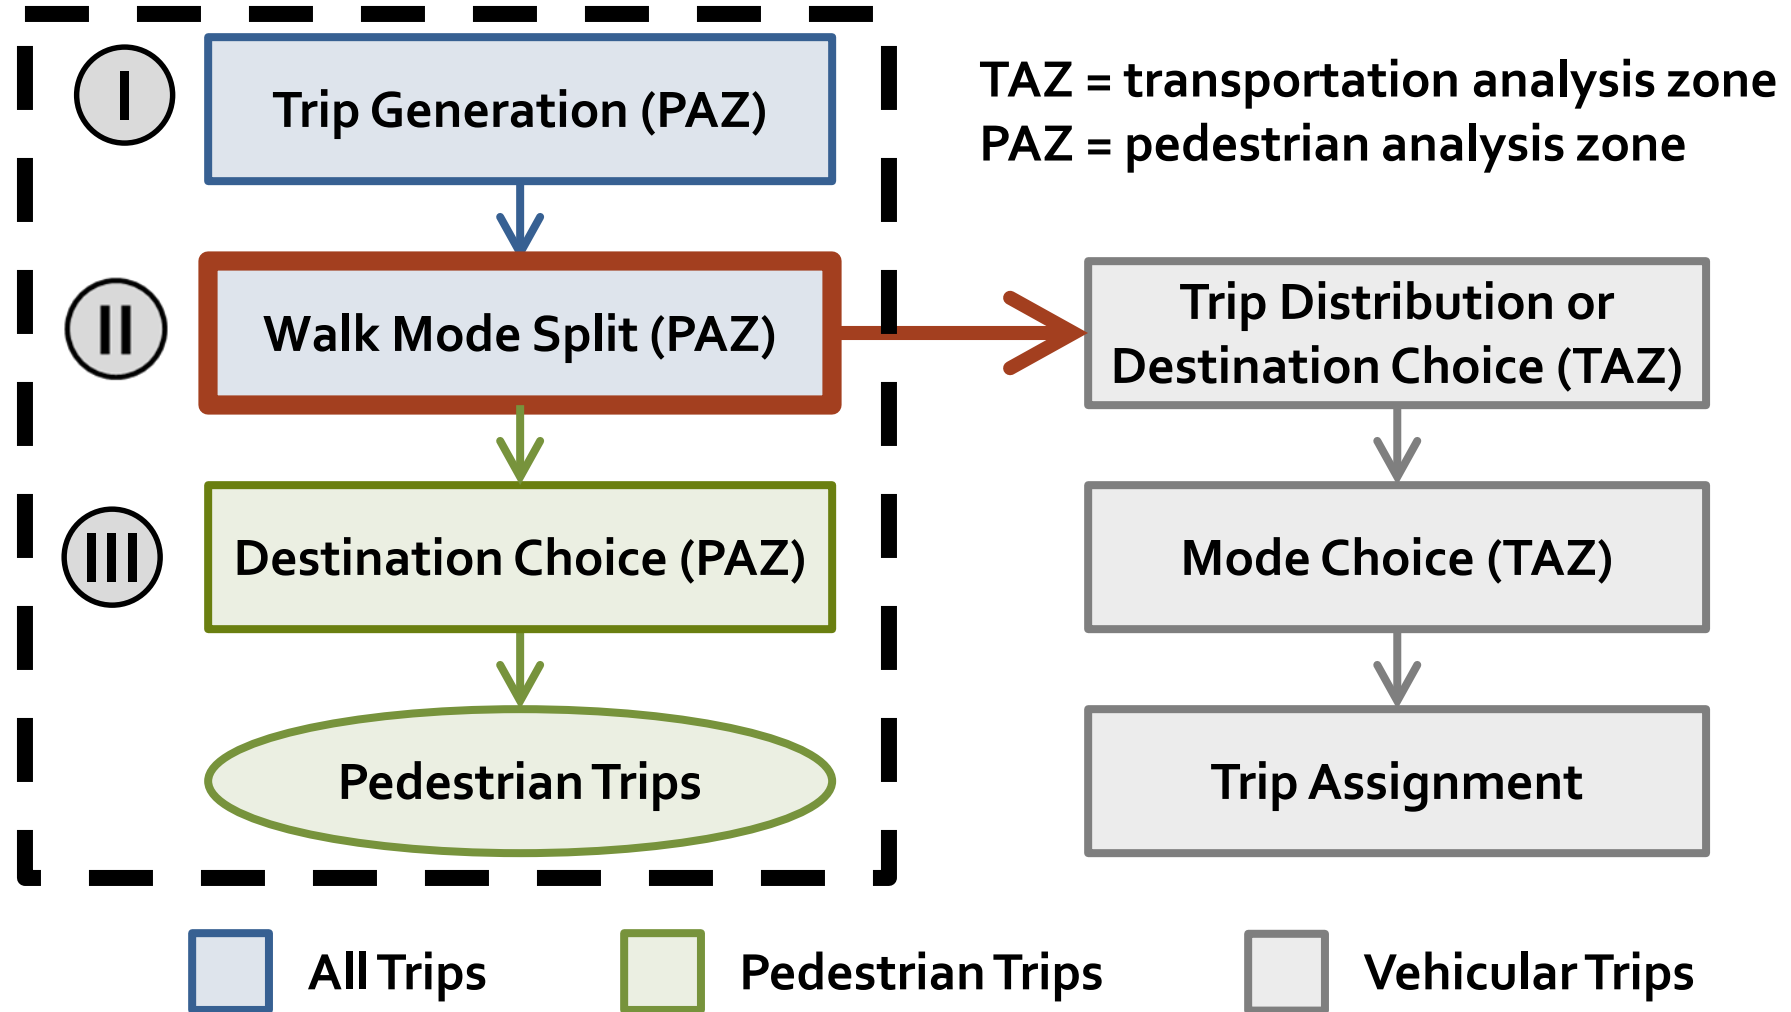 I
Trip Generation (PAZ)
TAZ = transportation analysis zone
PAZ = pedestrian analysis zone
II
Walk Mode Split (PAZ)
Trip Distribution or
Destination Choice (TAZ)
III
Destination Choice (PAZ)
Mode Choice (TAZ)
Pedestrian Trips
Trip Assignment
All Trips
Pedestrian Trips
Vehicular Trips